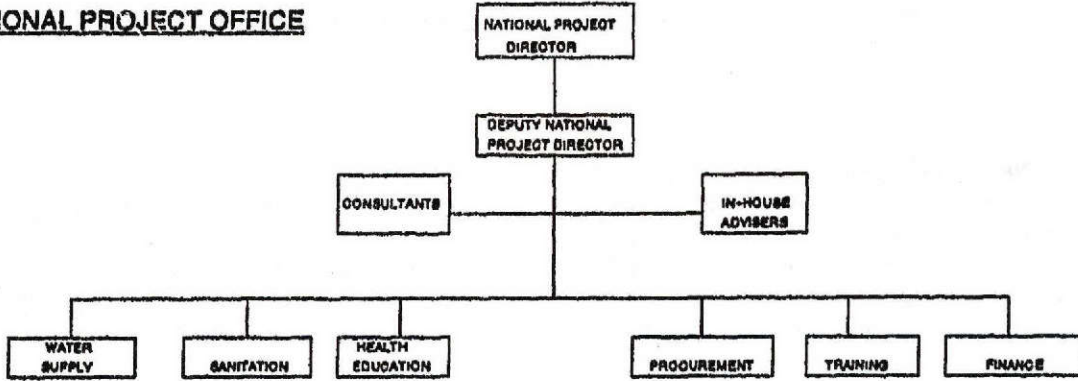 IONAL PROJECT OFFICE
NATIONAL PROJECT
DIRECTOR
DEPUTY NATIONAL
PROJECT DIRECTOR
CONSULTANTS
IN-HOUSE
ADVISERS
WATER
SUPPLY
SANITATION
HEALTH
EDUCATION
PROCUREMENT
TRAINING
FINANCE